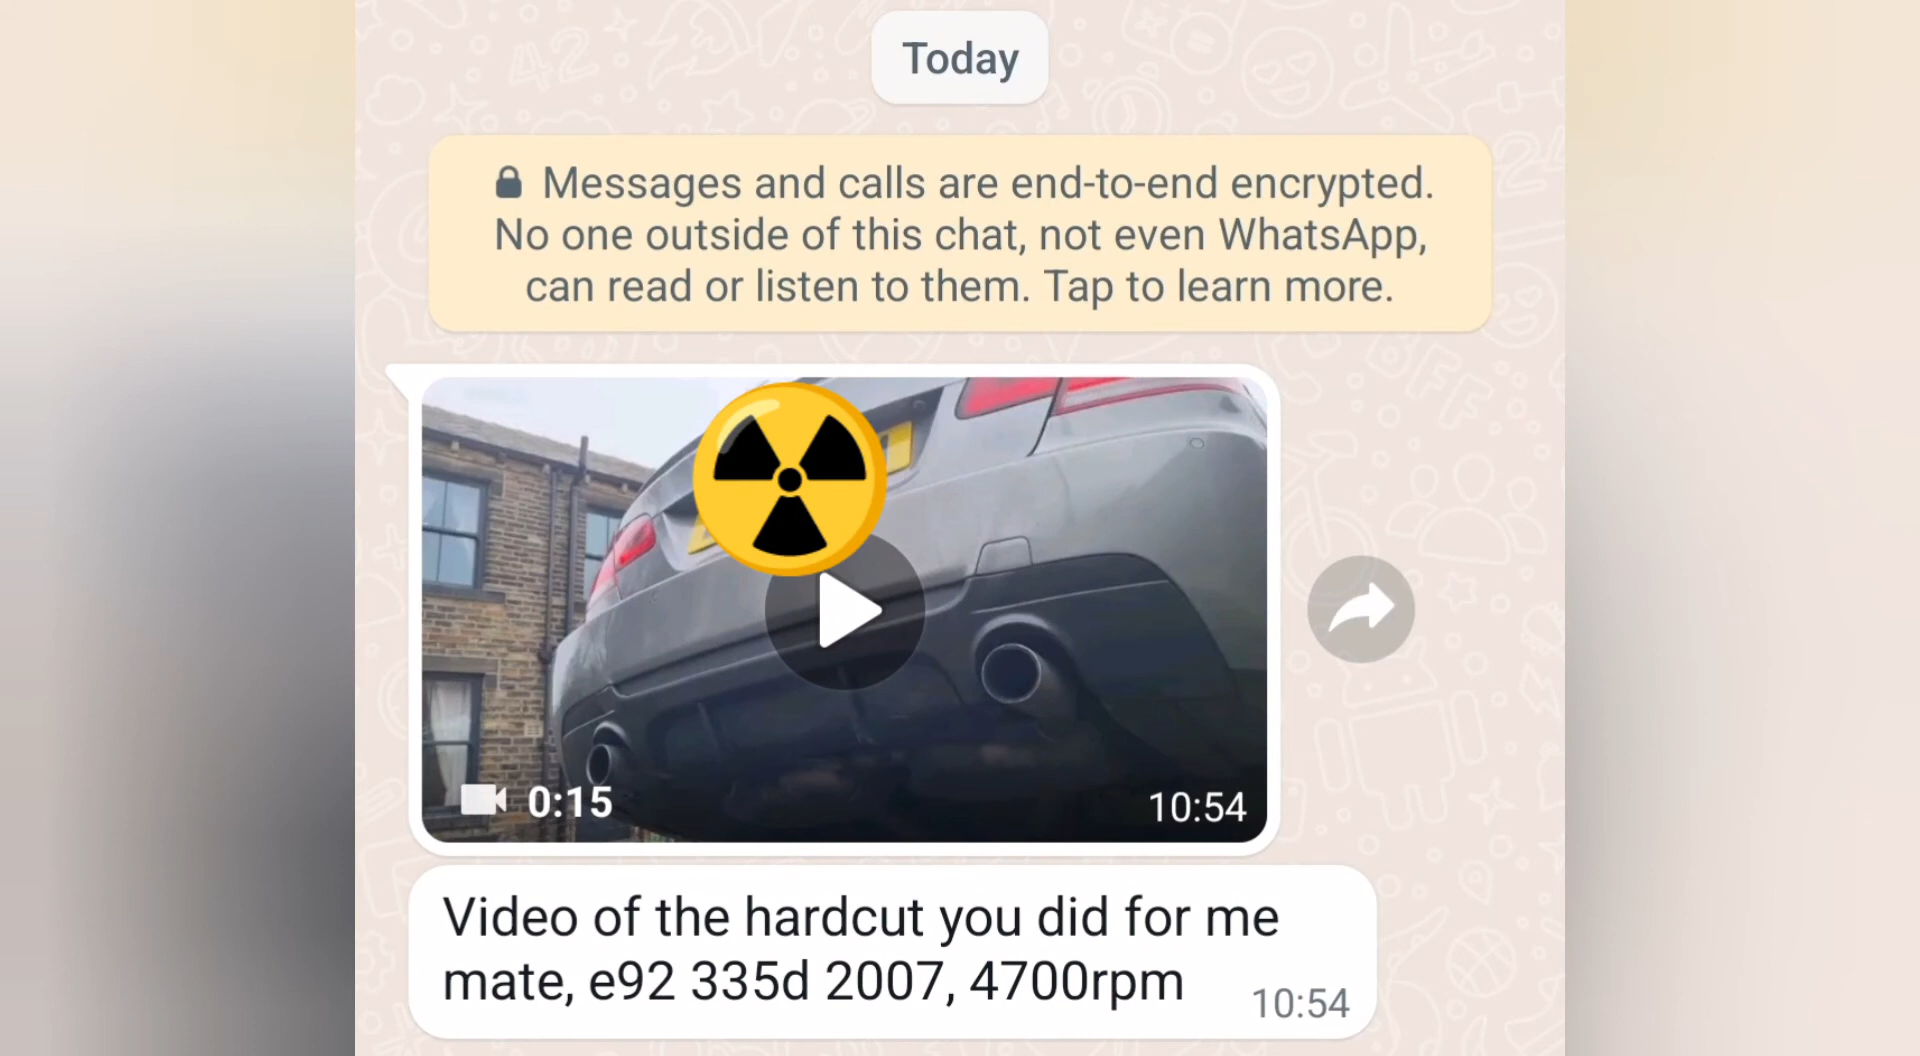 Today
Messages and calls are end-to-end encrypted.
No one outside of this chat, not even WhatsApp,
can read or listen to them. Tap to learn more.
0:15
10:54
Video of the hardcut you did for me
mate, e92 335d 2007, 4700rpm
10:54